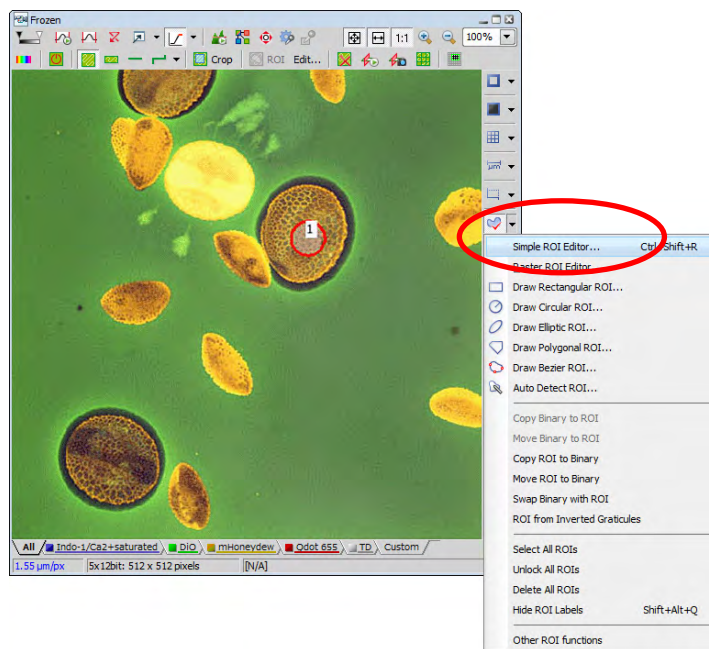 Frozen
1:1
100%
Crop
ROI
Edit...
µm
1
Simple ROI Editor... Ctrl+Shift+R
Raster ROI Editor...
Draw Rectangular ROI...
Draw Circular ROI...
Draw Elliptic ROI...
Draw Polygonal ROI...
Draw Bezier ROI...
Auto Detect ROI...
Copy Binary to ROI
Move Binary to ROI
Copy ROI to Binary
Move ROI to Binary
Swap Binary with ROI
ROI from Inverted Graticules
Select All ROIs
Unlock All ROIs
Delete All ROIs
Hide ROI Labels Shift+Alt+Q
Other ROI functions
All Indo-1/Ca2+saturated DiO mHoneydew Qdot 655 TD Custom
1.55 µm/px 5x12bit: 512 x 512 pixels [N/A]